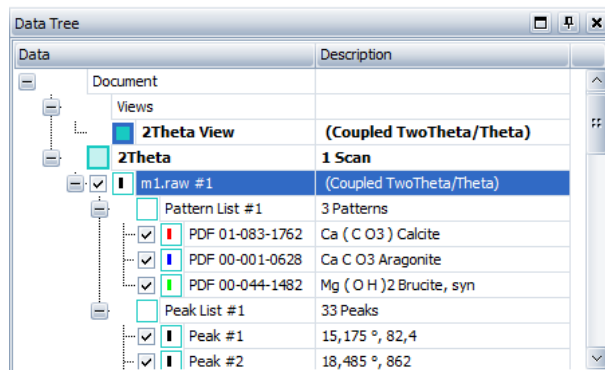 Data Tree
Data Description
Document
Views
2Theta View (Coupled TwoTheta/Theta)
2Theta 1 Scan
m1.raw #1 (Coupled TwoTheta/Theta)
Pattern List #1 3 Patterns
PDF 01-083-1762 Ca ( C O3 ) Calcite
PDF 00-001-0628 Ca C O3 Aragonite
PDF 00-044-1482 Mg ( O H )2 Brucite, syn
Peak List #1 33 Peaks
Peak #1 15,175 °, 82,4
Peak #2 18,485 °, 862